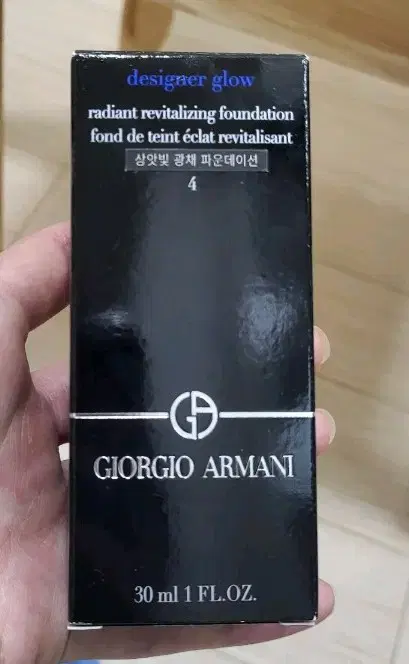 designer glow
radiant revitalizing foundation
fond de teint éclat revitalisant
상앗빛 광채 파운데이션
4
GA
GIORGIO ARMANI
30 ml 1 FL.OZ.